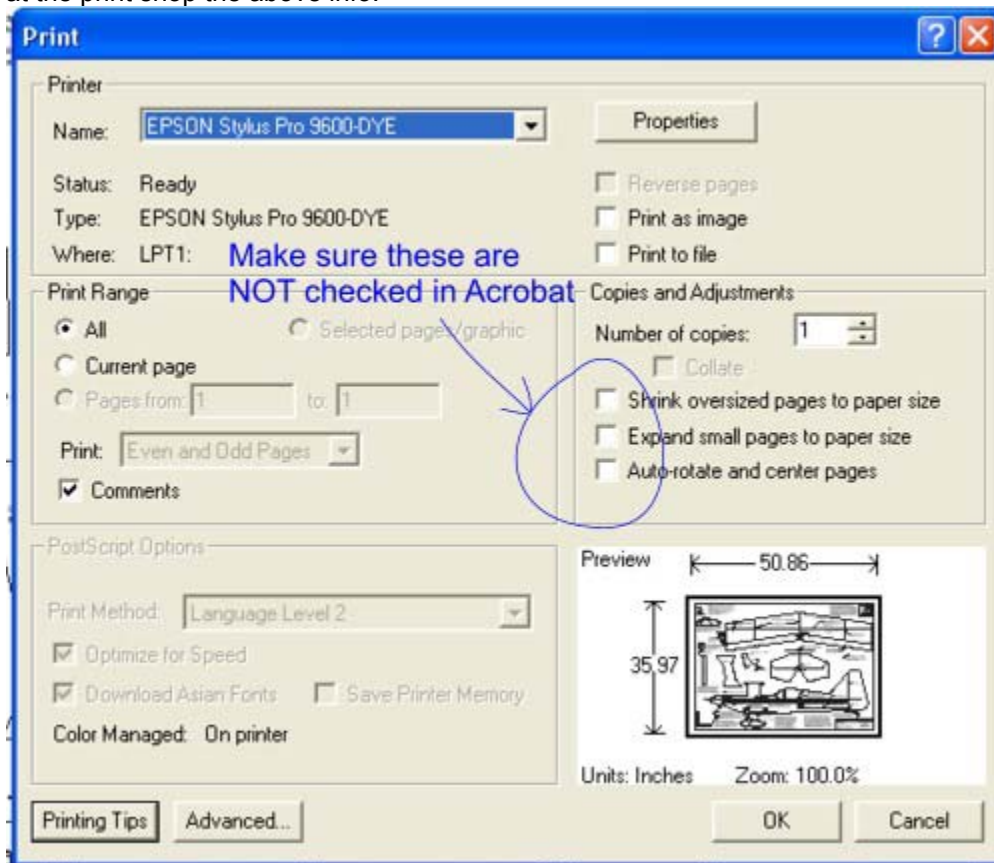 at the print shop the above info.
Print
Printer
Name: EPSON Stylus Pro 9600-DYE Properties
Status: Ready Reverse pages
Type: EPSON Stylus Pro 9600-DYE Print as image
Where: LPT1: Print to file
Make sure these are
NOT checked in Acrobat
Print Range Copies and Adjustments
All Selected pages/graphic Number of copies: 1
Current page Collate
Pages from: 1 to: 1 Shrink oversized pages to paper size
Print: Even and Odd Pages Expand small pages to paper size
Comments Auto-rotate and center pages
PostScript Options
Preview 50.86
Print Method: Language Level 2
Optimize for Speed 35.97
Download Asian Fonts Save Printer Memory
Color Managed: On printer
Units: Inches Zoom: 100.0%
Printing Tips Advanced... OK Cancel